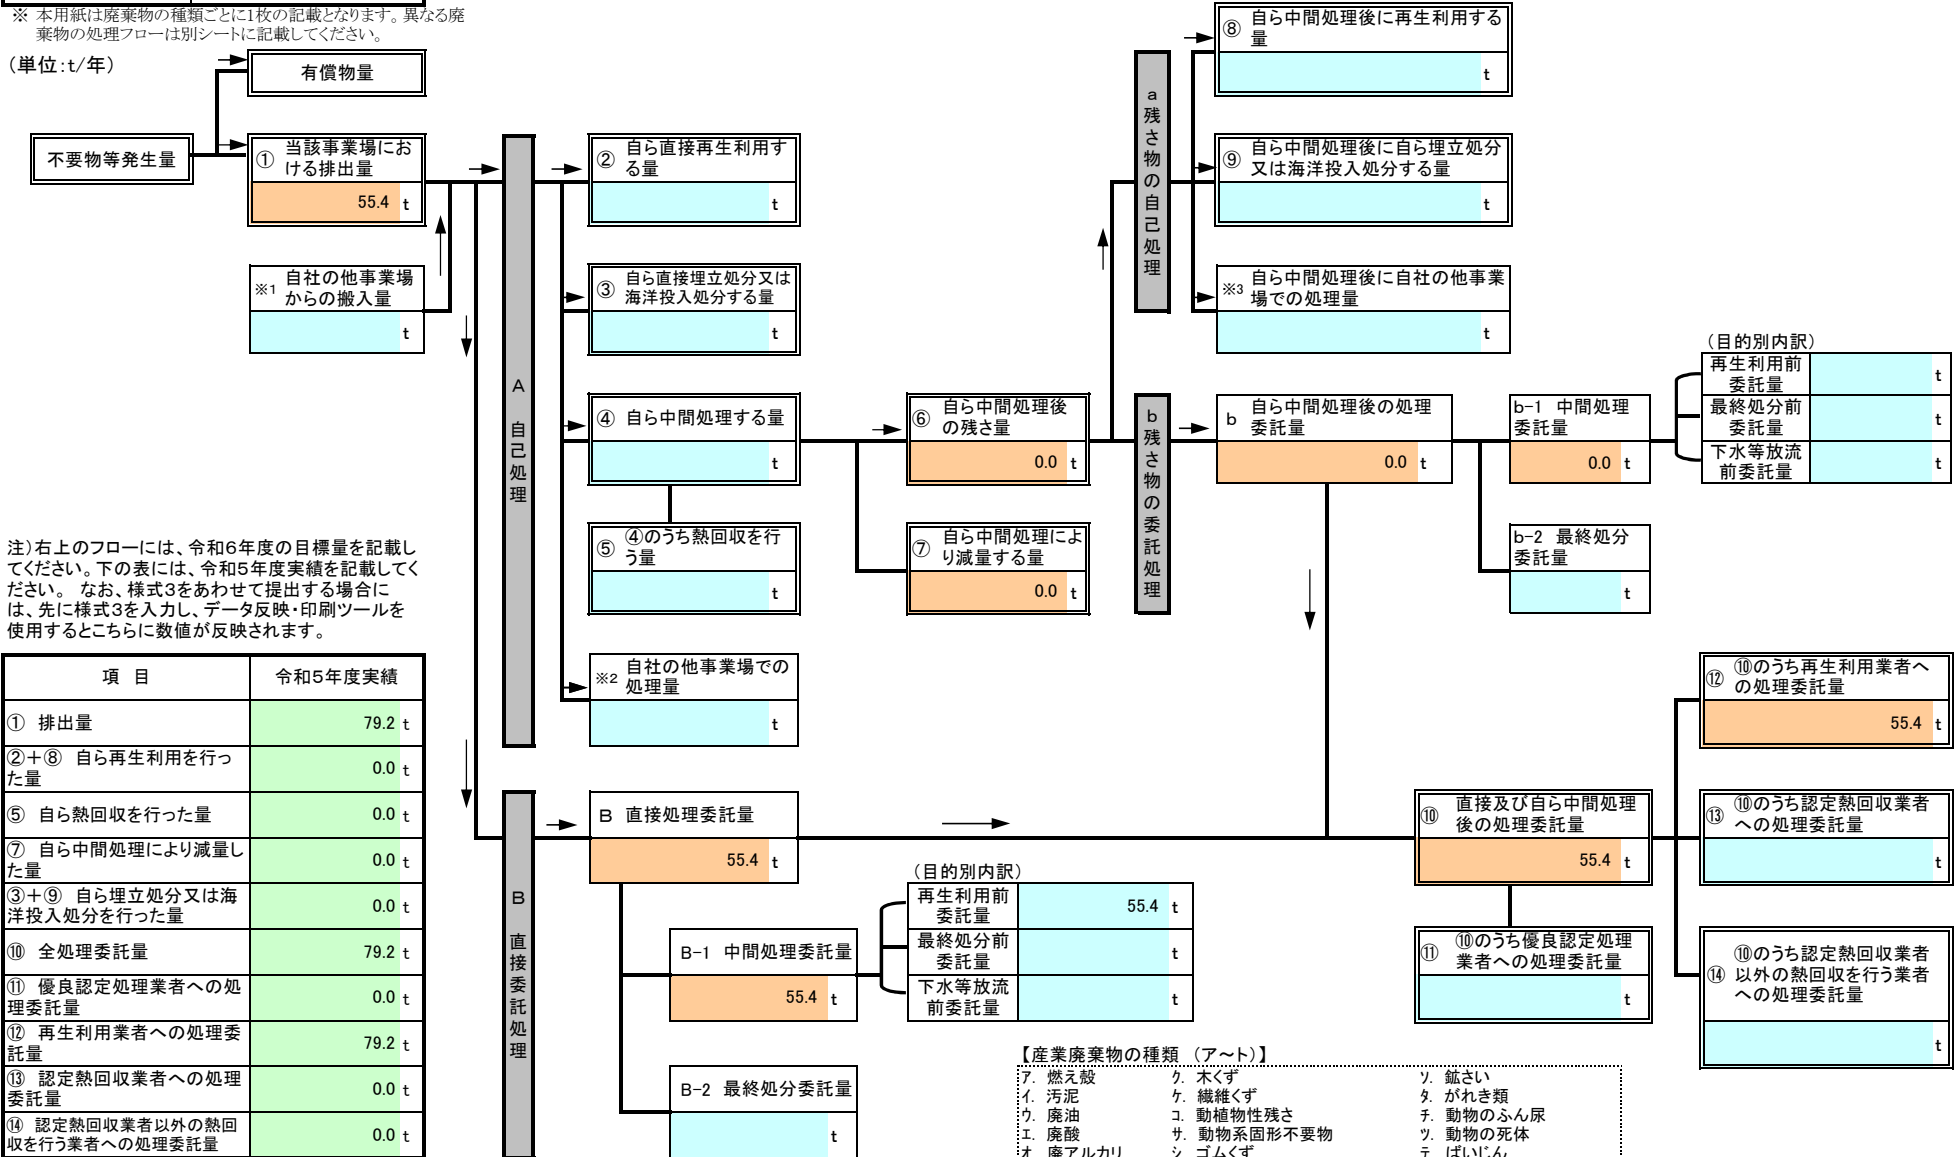 ※ 本用紙は廃棄物の種類ごとに1枚の記載となります。異なる廃
棄物の処理フローは別シートに記載してください。
(単位：t/年)
有償物量
不要物等発生量
① 当該事業場にお
ける排出量
55.4 t
※1 自社の他事業場
からの搬入量
t
A 自己処理
② 自ら直接再生利用す
る量
t
③ 自ら直接埋立処分又は
海洋投入処分する量
t
④ 自ら中間処理する量
t
⑤ ④のうち熱回収を行
う量
t
※2 自社の他事業場での
処理量
t
⑥ 自ら中間処理後
の残さ量
0.0 t
⑦ 自ら中間処理によ
り減量する量
0.0 t
a 残さ物の自己処理
⑧ 自ら中間処理後に再生利用する
量
t
⑨ 自ら中間処理後に自ら埋立処分
又は海洋投入処分する量
t
※3 自ら中間処理後に自社の他事業
場での処理量
t
b 残さ物の委託処理
b 自ら中間処理後の処理
委託量
0.0 t
b-1 中間処理
委託量
0.0 t
b-2 最終処分
委託量
t
(目的別内訳)
再生利用前
委託量
t
最終処分前
委託量
t
下水等放流
前委託量
t
注)右上のフローには、令和6年度の目標量を記載し
てください。下の表には、令和5年度実績を記載してく
ださい。 なお、様式3をあわせて提出する場合に
は、先に様式3を入力し、データ反映・印刷ツールを
使用するとこちらに数値が反映されます。
項 目 令和5年度実績
① 排出量 79.2 t
②+⑧ 自ら再生利用を行っ
た量 0.0 t
⑤ 自ら熱回収を行った量 0.0 t
⑦ 自ら中間処理により減量し
た量 0.0 t
③+⑨ 自ら埋立処分又は海
洋投入処分を行った量 0.0 t
⑩ 全処理委託量 79.2 t
⑪ 優良認定処理業者への処
理委託量 0.0 t
⑫ 再生利用業者への処理委
託量 79.2 t
⑬ 認定熱回収業者への処理
委託量 0.0 t
⑭ 認定熱回収業者以外の熱回
収を行う業者への処理委託量 0.0 t
B 直接委託処理
B 直接処理委託量
55.4 t
B-1 中間処理委託量
55.4 t
B-2 最終処分委託量
t
(目的別内訳)
再生利用前
委託量
55.4 t
最終処分前
委託量
t
下水等放流
前委託量
t
⑩ 直接及び自ら中間処理
後の処理委託量
55.4 t
⑪ ⑩のうち優良認定処理
業者への処理委託量
t
⑫ ⑩のうち再生利用業者へ
の処理委託量
55.4 t
⑬ ⑩のうち認定熱回収業者
への処理委託量
t
⑭ ⑩のうち認定熱回収業者
以外の熱回収を行う業者
への処理委託量
t
【産業廃棄物の種類 (ア～ト)】
ア. 燃え殻 ク. 木くず ソ. 鉱さい
イ. 汚泥 ケ. 繊維くず タ. がれき類
ウ. 廃油 コ. 動植物性残さ チ. 動物のふん尿
エ. 廃酸 サ. 動物系固形不要物 ツ. 動物の死体
オ. 廃アルカリ シ. ゴムくず テ. ばいじん